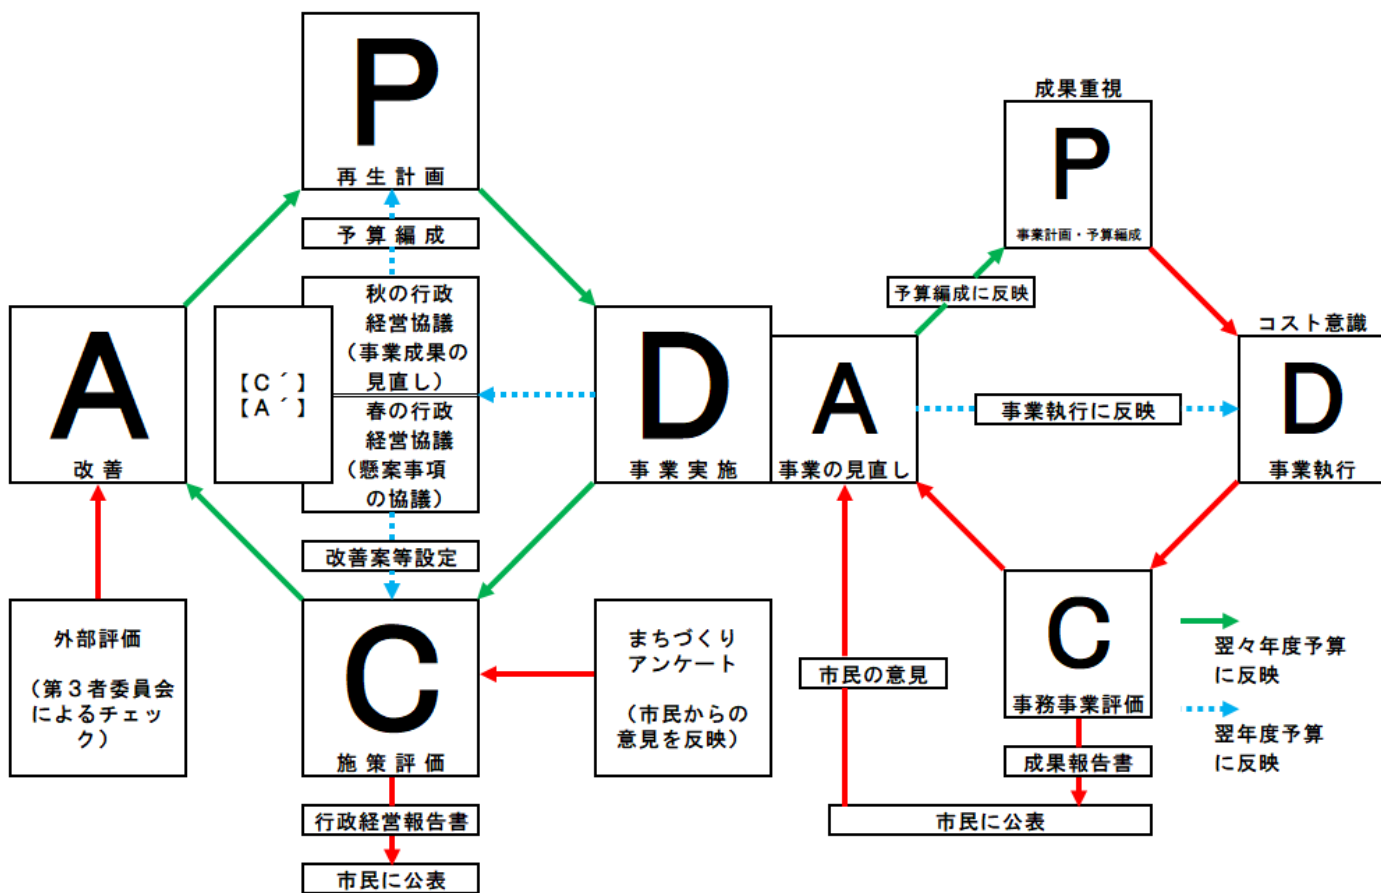 P
再生計画
予算編成
秋の行政
経営協議
（事業成果の
見直し）
春の行政
経営協議
（懸案事項
の協議）
【C´】
【A´】
A
改善
D
事業実施
改善案等設定
外部評価
（第３者委員会
によるチェッ
ク）
C
施策評価
まちづくり
アンケート
（市民からの
意見を反映）
行政経営報告書
市民に公表
成果重視
P
事業計画・予算編成
予算編成に反映
コスト意識
A
事業の見直し
事業執行に反映
D
事業執行
市民の意見
C
事務事業評価
成果報告書
市民に公表
翌々年度予算
に反映
翌年度予算
に反映